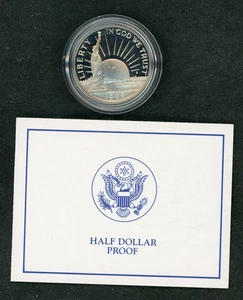 LIBERTY IN GOD WE TRUST
HALF DOLLAR
PROOF